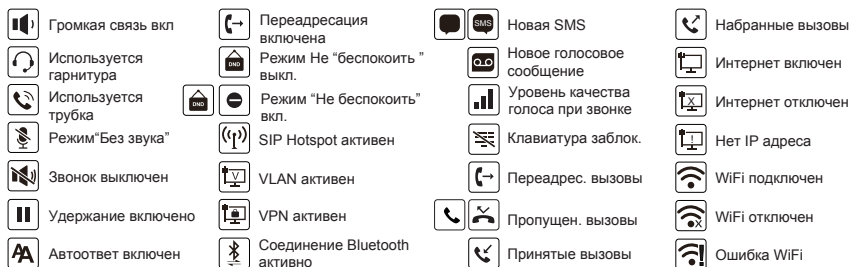 Громкая связь вкл
Используется
гарнитура
Используется
трубка
Режим“Без звука”
Звонок выключен
Удержание включено
AA
Автоответ включен
Переадресация
включена
DND
Режим Не “беспокоить ”
выкл.
DND
Режим “Не беспокоить”
вкл.
SIP Hotspot активен
V
VLAN активен
VPN активен
Соединение Bluetooth
активно
SMS
Новая SMS
Новое голосовое
сообщение
Уровень качества
голоса при звонке
Клавиатура заблок.
Переадрес. вызовы
Пропущен. вызовы
Принятые вызовы
Набранные вызовы
Интернет включен
X
Интернет отключен
!
Нет IP адреса
WiFi подключен
X
WiFi отключен
!
Ошибка WiFi